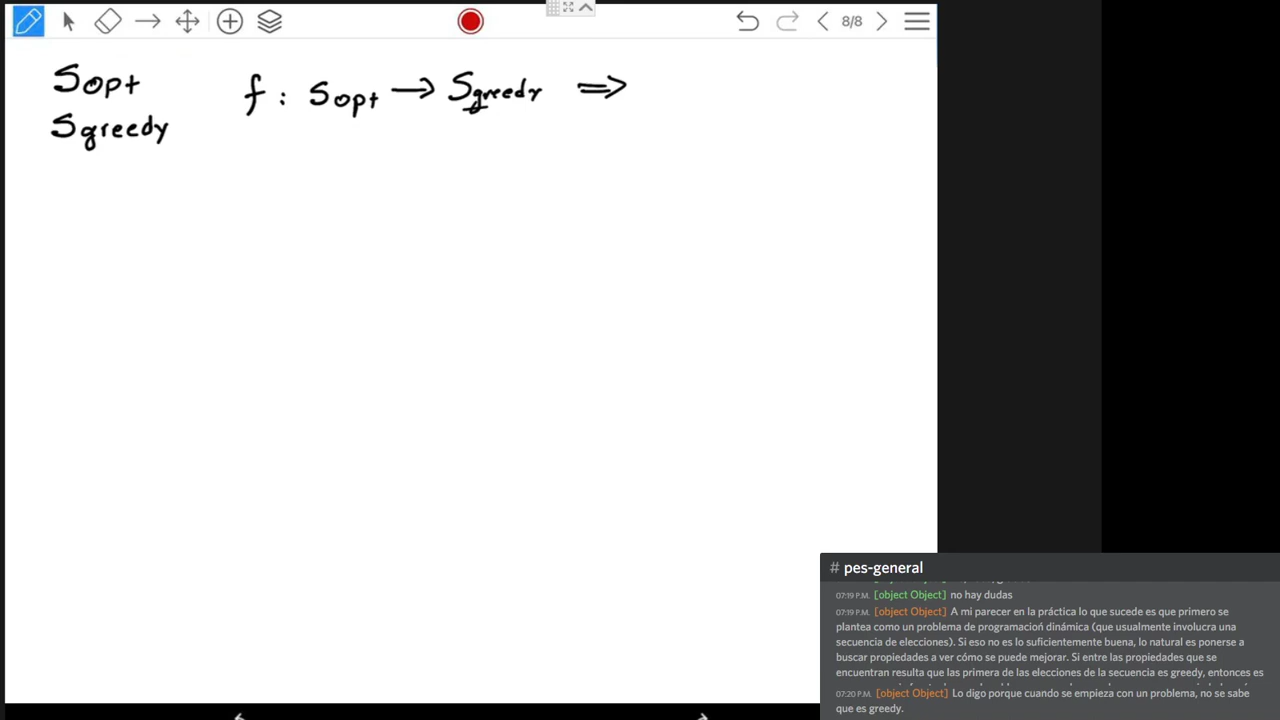 8/8
Sopt f : Sopt → Sgreedy ⇒
Sgreedy
# pes-general
07:19 P.M. [object Object] no hay dudas
07:19 P.M. [object Object] A mi parecer en la práctica lo que sucede es que primero se
plantea como un problema de programación dinámica (que usualmente involucra una
secuencia de elecciones). Si eso no es lo suficientemente buena, lo natural es ponerse a
buscar propiedades a ver cómo se puede mejorar. Si entre las propiedades que se
encuentran resulta que las primera de las elecciones de la secuencia es greedy, entonces es
07:20 P.M. [object Object] Lo digo porque cuando se empieza con un problema, no se sabe
que es greedy.